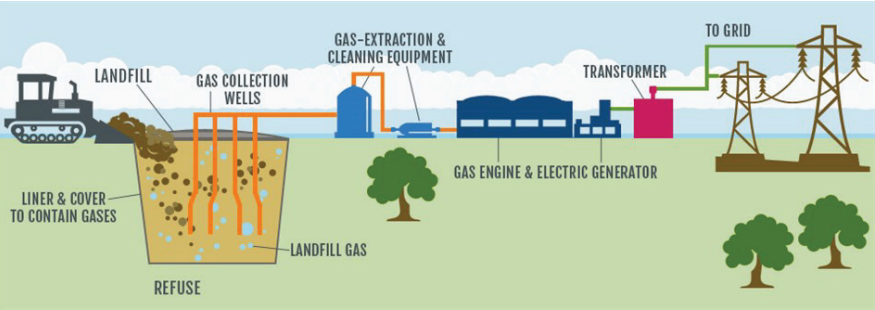 LANDFILL
GAS COLLECTION
WELLS
GAS-EXTRACTION &
CLEANING EQUIPMENT
TRANSFORMER
TO GRID
GAS ENGINE & ELECTRIC GENERATOR
LINER & COVER
TO CONTAIN GASES
LANDFILL GAS
REFUSE